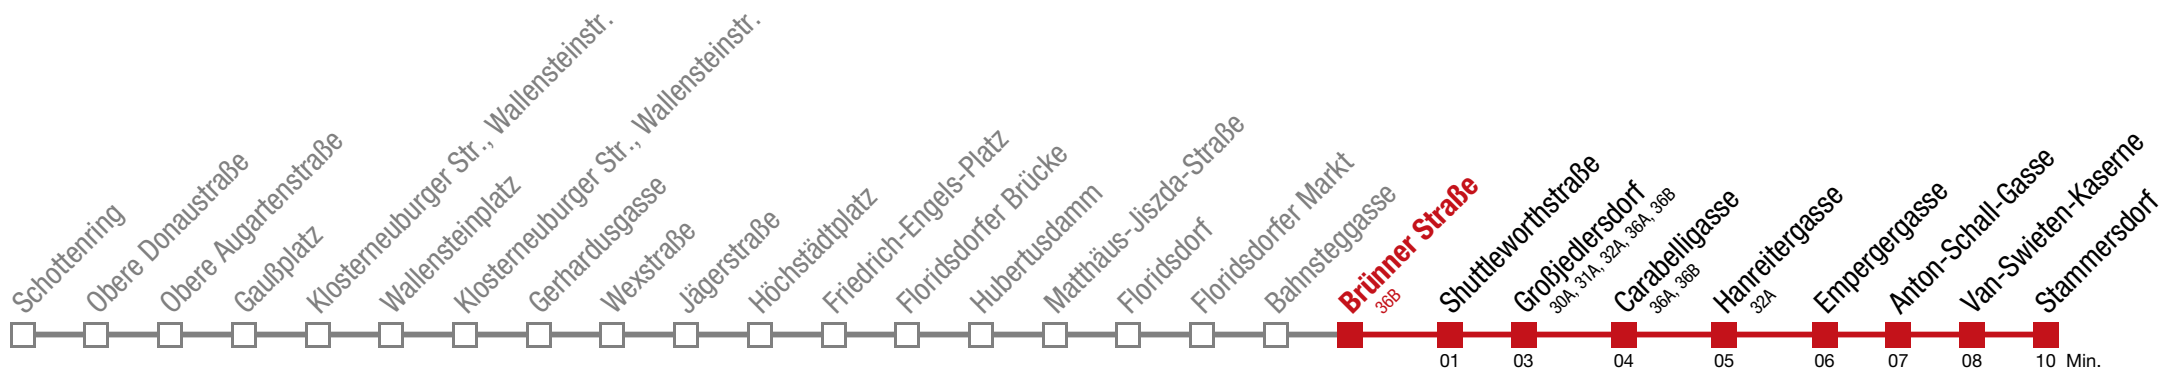 Schottenring
Obere Donaustraße
Obere Augartenstraße
Gaußplatz
Klosterneuburger Str., Wallensteinstr.
Wallensteinplatz
Klosterneuburger Str., Wallensteinstr.
Gerhardusgasse
Wexstraße
Jägerstraße
Höchstädtplatz
Friedrich-Engels-Platz
Floridsdorfer Brücke
Hubertusdamm
Matthäus-Jiszda-Straße
Floridsdorf
Floridsdorfer Markt
Bahnsteggasse
Brünner Straße
36B
Shuttleworthstraße
Großjedlersdorf
30A, 31A, 32A, 36A, 36B
Carabelligasse
36A, 36B
Hanreitergasse
32A
Empergergasse
Anton-Schall-Gasse
Van-Swieten-Kaserne
Stammersdorf
01 03 04 05 06 07 08 10 Min.